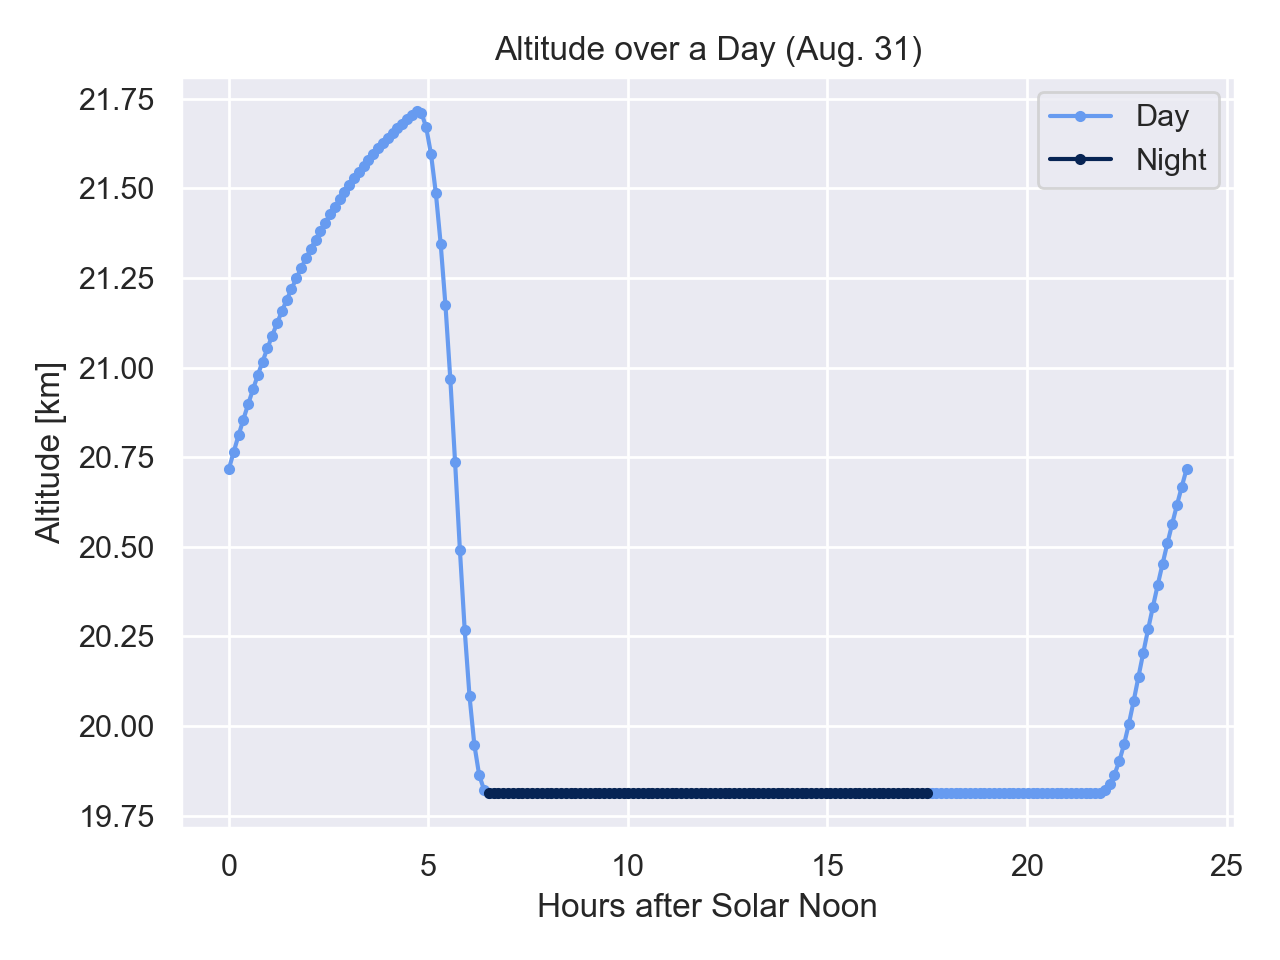 Altitude over a Day (Aug. 31)
21.75
21.50
21.25
21.00
20.75
20.50
20.25
20.00
19.75
Altitude [km]
Day
Night
0 5 10 15 20 25
Hours after Solar Noon